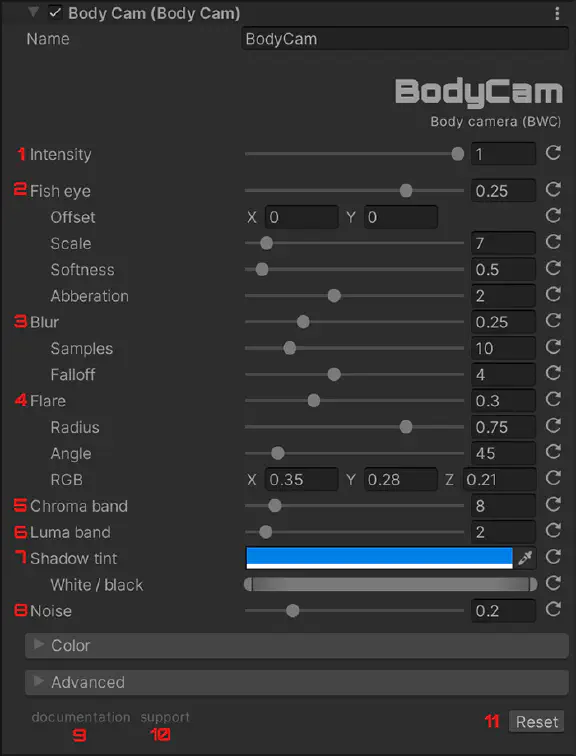 Body Cam (Body Cam)
Name BodyCam
BodyCam
Body camera (BWC)
1 Intensity 1
2 Fish eye 0.25
Offset X 0 Y 0
Scale 7
Softness 0.5
Abberation 2
3 Blur 0.25
Samples 10
Falloff 4
4 Flare 0.3
Radius 0.75
Angle 45
RGB X 0.35 Y 0.28 Z 0.21
5 Chroma band 8
6 Luma band 2
7 Shadow tint
White / black
8 Noise 0.2
Color
Advanced
documentation support
9 10 11 Reset